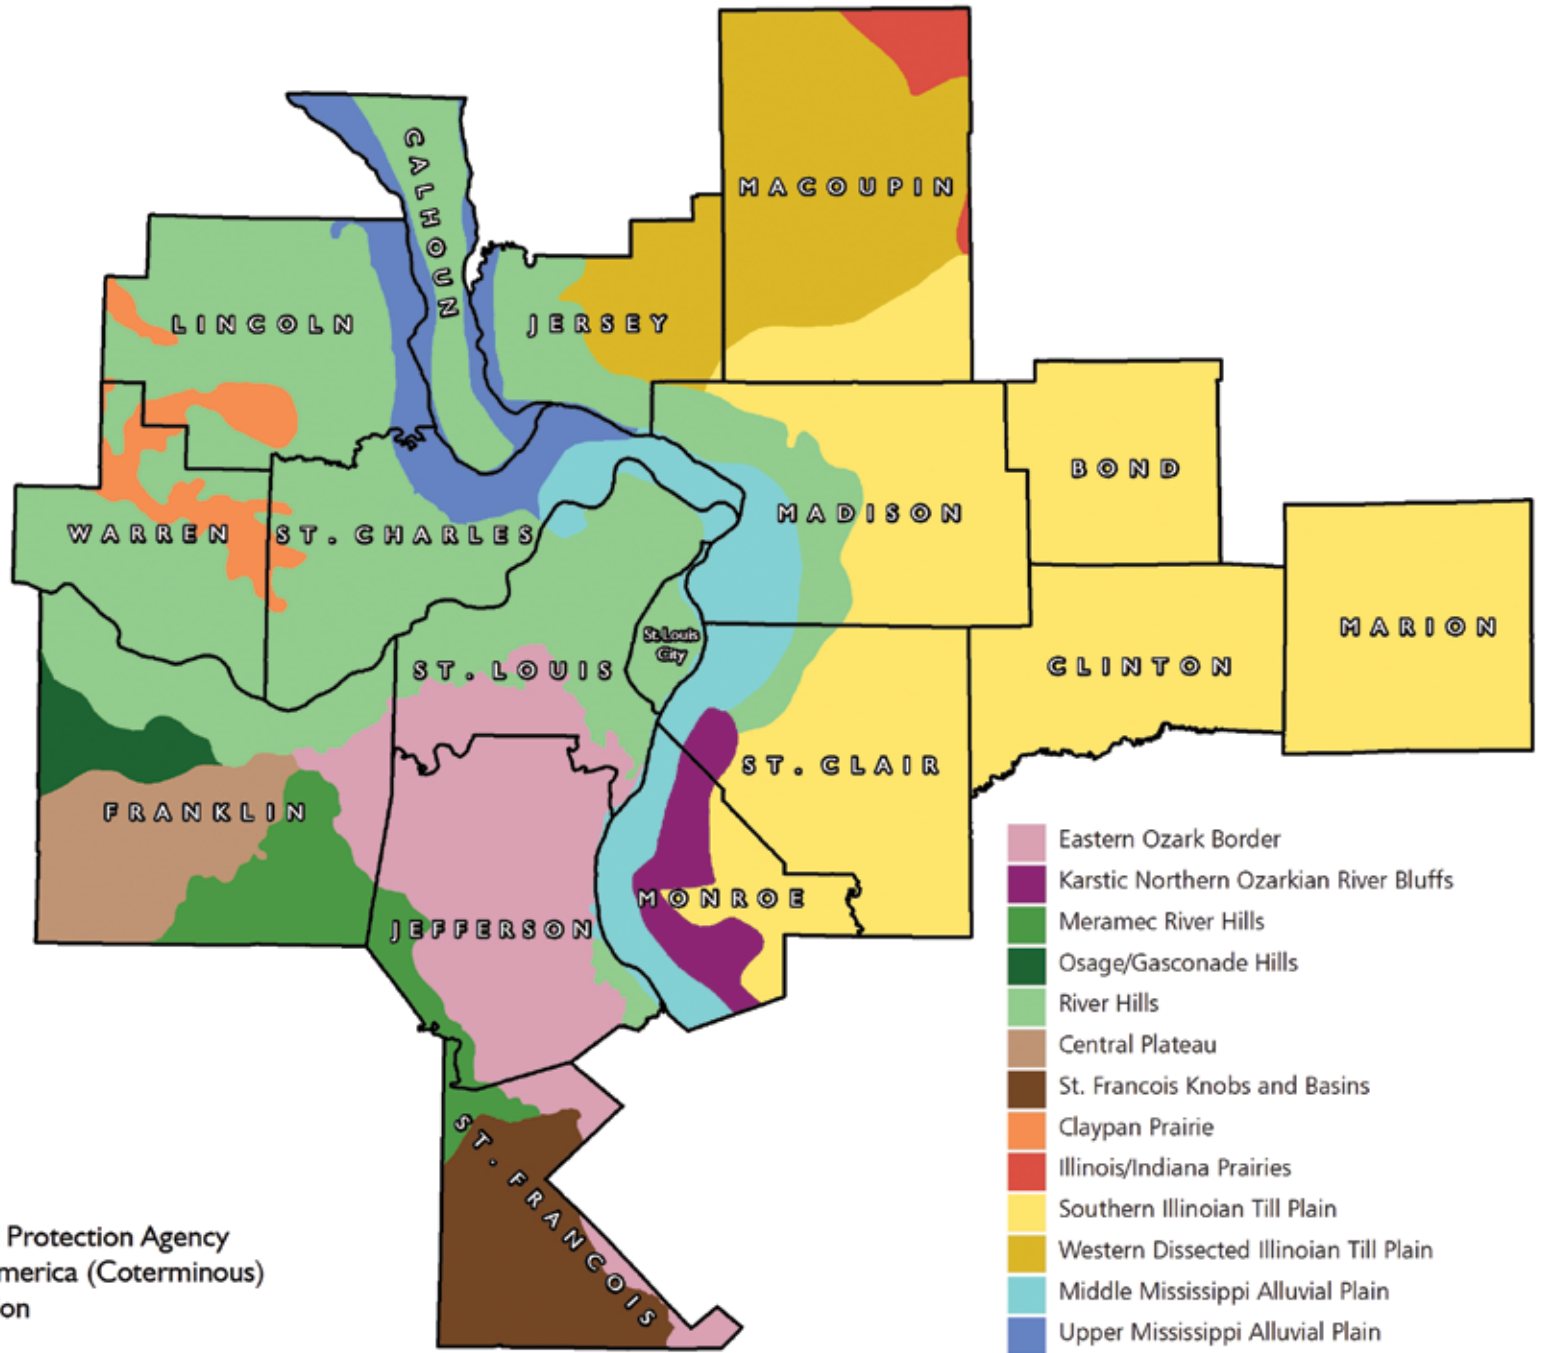 MACOUPIN
CALHOUN
LINCOLN
JERSEY
BOND
MADISON
WARREN
ST. CHARLES
MARION
St. Louis
City
ST. LOUIS
CLINTON
ST. CLAIR
FRANKLIN
MONROE
JEFFERSON
ST. FRANCOIS
Eastern Ozark Border
Karstic Northern Ozarkian River Bluffs
Meramec River Hills
Osage/Gasconade Hills
River Hills
Central Plateau
St. Francois Knobs and Basins
Claypan Prairie
Illinois/Indiana Prairies
Southern Illinoian Till Plain
Western Dissected Illinoian Till Plain
Middle Mississippi Alluvial Plain
Upper Mississippi Alluvial Plain
Protection Agency
merica (Coterminous)
on